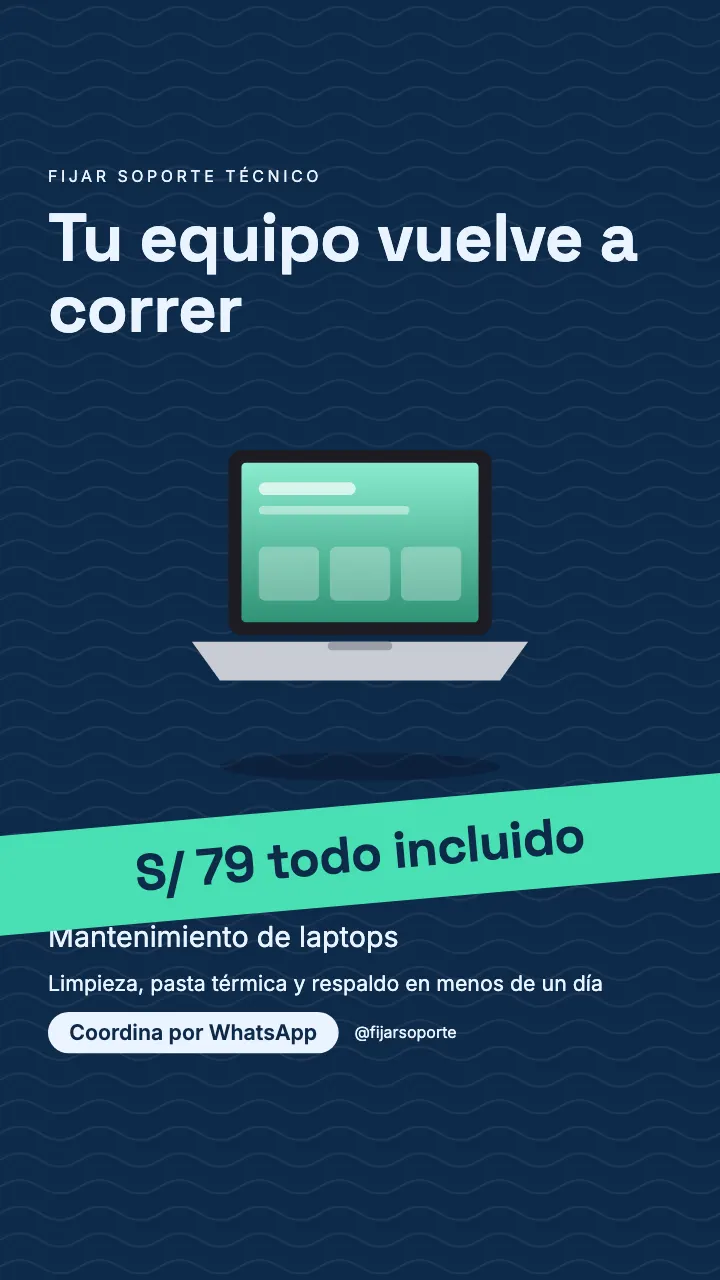 FIJAR SOPORTE TÉCNICO
Tu equipo vuelve a
correr
S/ 79 todo incluido
Mantenimiento de laptops
Limpieza, pasta térmica y respaldo en menos de un día
Coordina por WhatsApp
@fijarsoporte